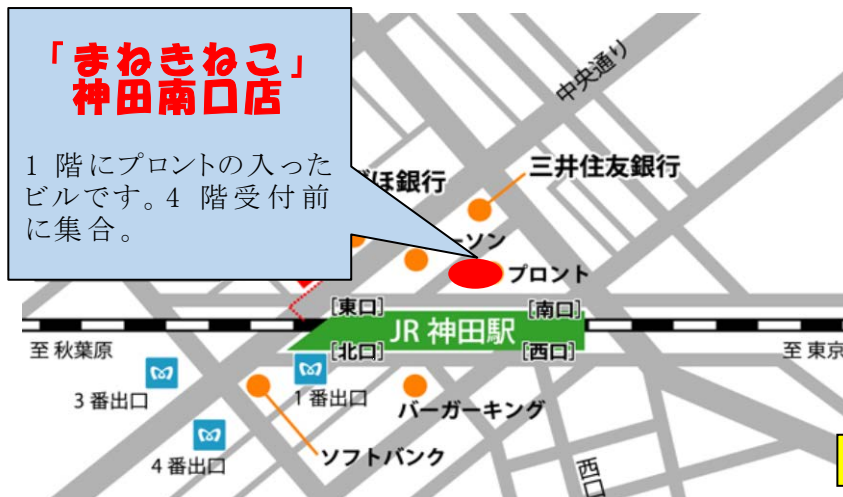 「まねきねこ」
神田南口店
1 階にプロントの入った
ビルです。4 階受付前
に集合。
中央通り
ほ銀行
三井住友銀行
ーソン
プロント
[東口]
[南口]
JR 神田駅
[北口]
[西口]
至 秋葉原
至 東京
3 番出口
1 番出口
バーガーキング
4 番出口
ソフトバンク
西口